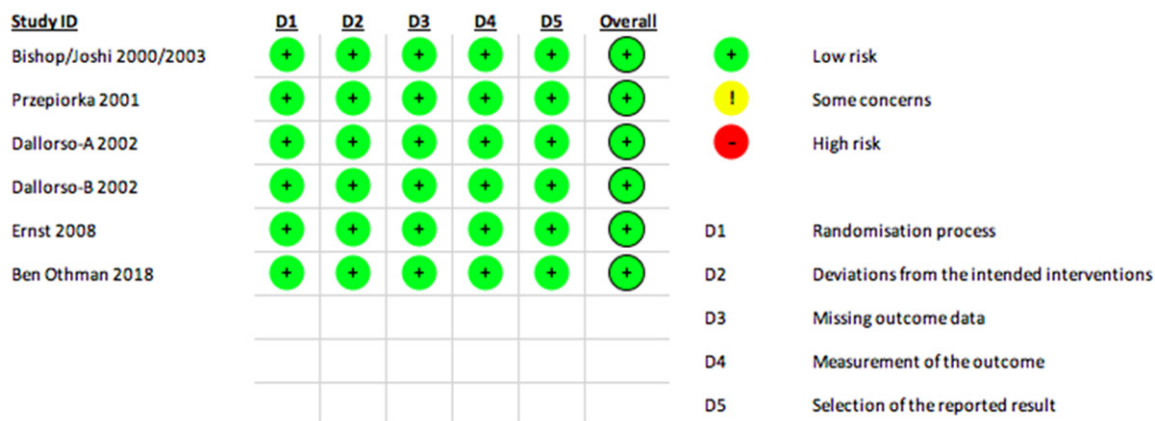 Study ID D1 D2 D3 D4 D5 Overall
Bishop/Joshi 2000/2003 + + + + + +
Przepiorka 2001 + + + + + +
Dallorso-A 2002 + + + + + +
Dallorso-B 2002 + + + + + +
Ernst 2008 + + + + + +
Ben Othman 2018 + + + + + +
+ Low risk
! Some concerns
- High risk
D1 Randomisation process
D2 Deviations from the intended interventions
D3 Missing outcome data
D4 Measurement of the outcome
D5 Selection of the reported result